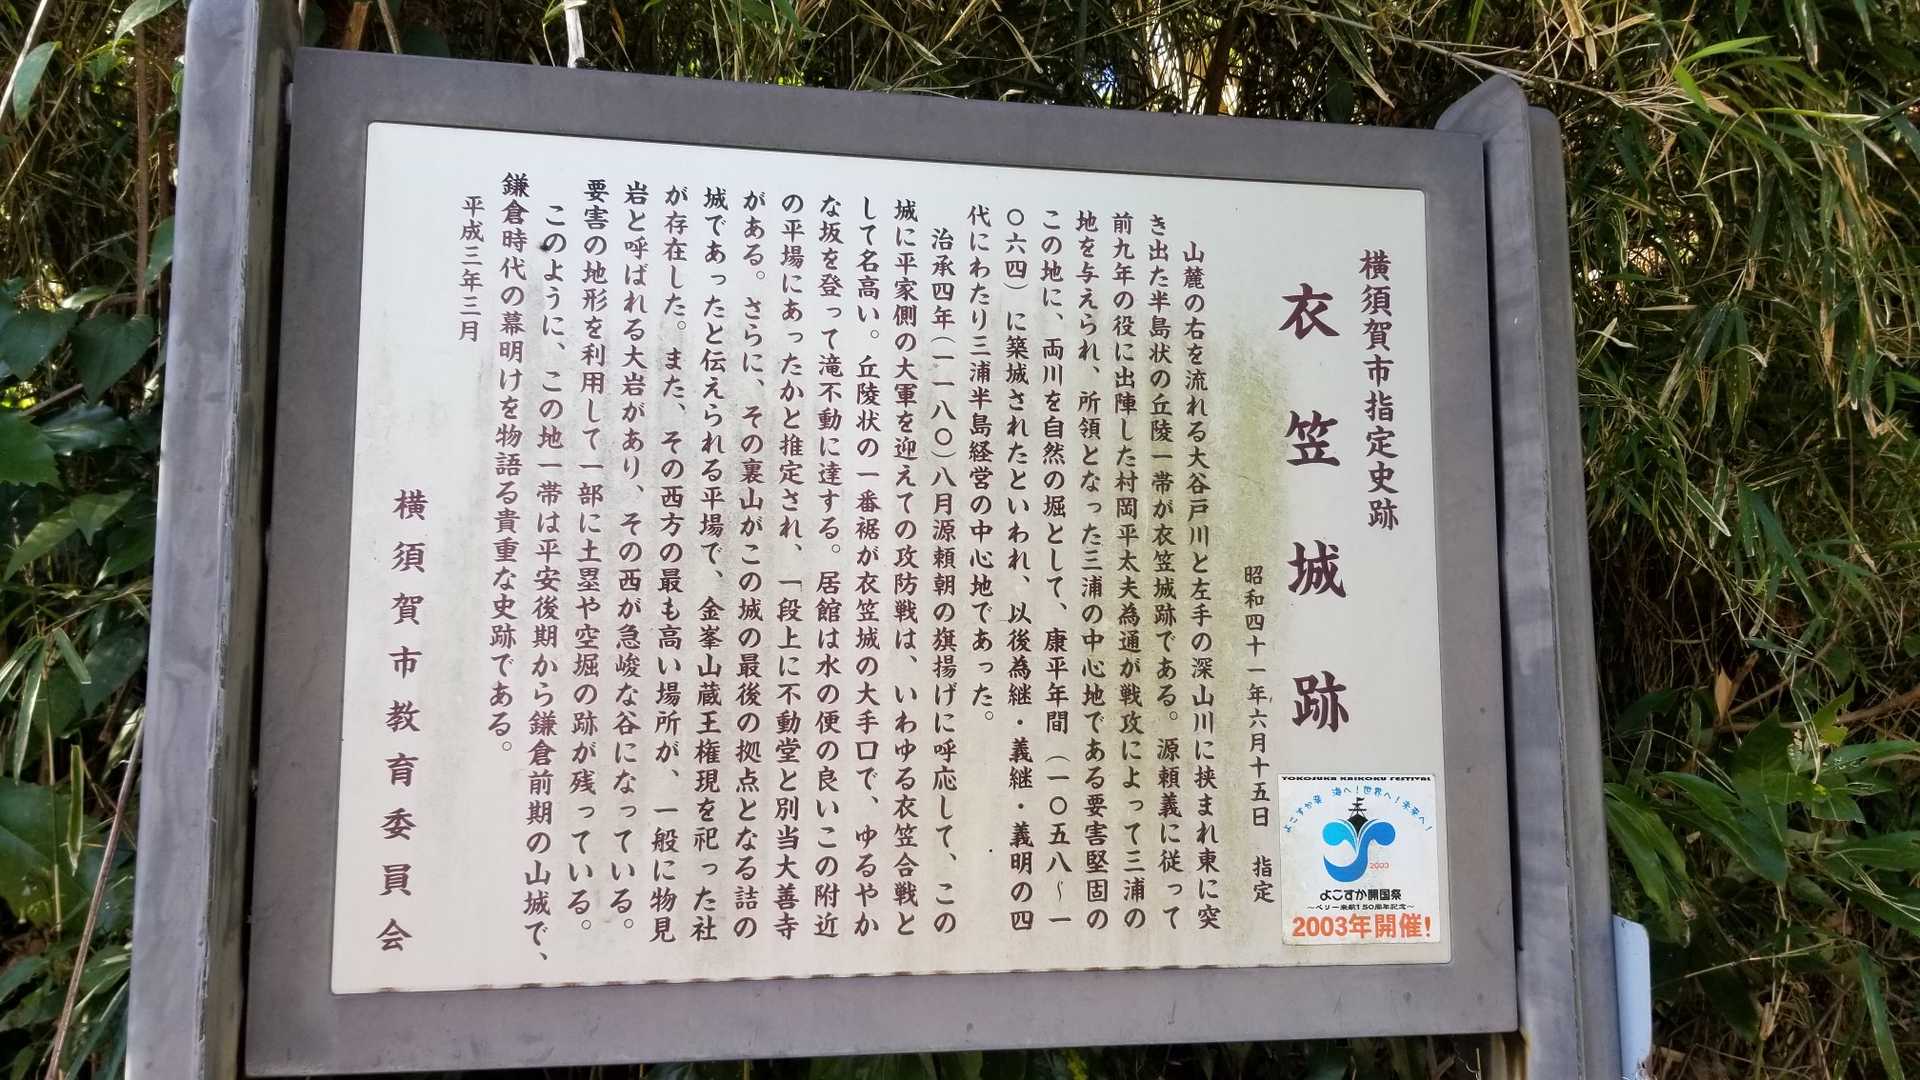 横須賀市指定史跡
衣笠城跡
昭和四十一年六月十五日　指定
山麓の右を流れる大谷戸川と左手の深山川に挟まれ東に突
き出た半島状の丘陵一帯が衣笠城跡である。源頼義に従って
前九年の役に出陣した村岡平太夫為通が戦攻によって三浦の
地を与えられ、所領となった三浦の中心地である要害堅固の
この地に、両川を自然の堀として、康平年間（一〇五八～一
〇六四）に築城されたといわれ、以後為継・義継・義明の四
代にわたり三浦半島経営の中心地であった。
治承四年（一一八〇）八月源頼朝の旗揚げに呼応して、この
城に平家側の大軍を迎えての攻防戦は、いわゆる衣笠合戦と
して名高い。丘陵状の一番裾が衣笠城の大手口で、ゆるやか
な坂を登って滝不動に達する。居館は水の便の良いこの附近
の平場にあったかと推定され、「段上に不動堂と別当大善寺
がある。さらに、その裏山がこの城の最後の拠点となる詰の
城であったと伝えられる平場で、金峯山蔵王権現を祀った社
が存在した。また、その西方の最も高い場所が、一般に物見
岩と呼ばれる大岩があり、その西が急峻な谷になっている。
要害の地形を利用して一部に土塁や空堀の跡が残っている。
このように、この地一帯は平安後期から鎌倉前期の山城で、
鎌倉時代の幕明けを物語る貴重な史跡である。
平成三年三月
横須賀市教育委員会
YOKOSUKA KAIKOKU FESTIVAL
よこすか発　海へ！世界へ！未来へ！
2003
よこすか開国祭
～ペリー来航150周年記念～
2003年開催！